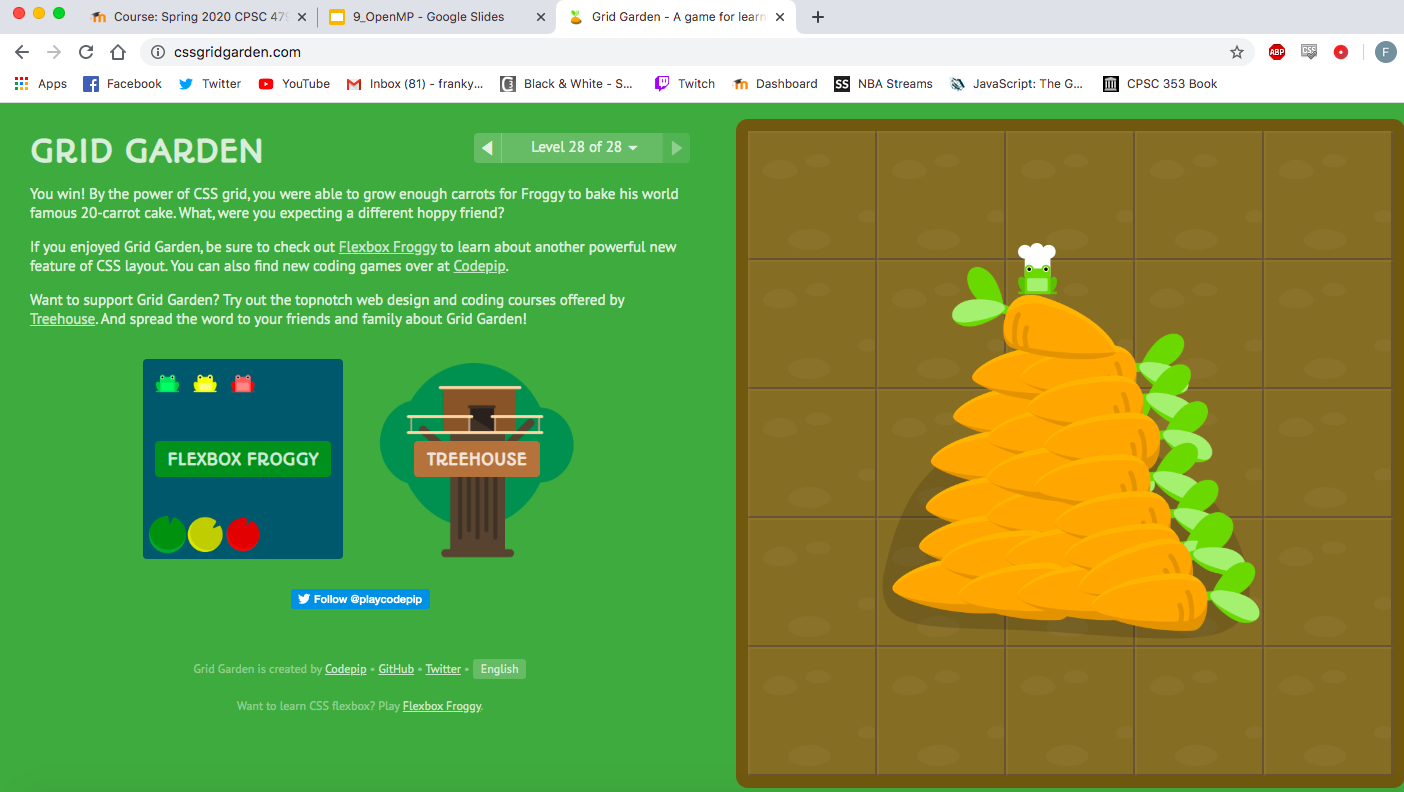 Course: Spring 2020 CPSC 479
9_OpenMP - Google Slides
Grid Garden - A game for learn
cssgridgarden.com
ABP
CSS
F
Apps
Facebook
Twitter
YouTube
Inbox (81) - franky...
Black & White - S...
Twitch
Dashboard
SS
NBA Streams
JavaScript: The G...
CPSC 353 Book
GRID GARDEN
Level 28 of 28
You win! By the power of CSS grid, you were able to grow enough carrots for Froggy to bake his world
famous 20-carrot cake. What, were you expecting a different hoppy friend?
If you enjoyed Grid Garden, be sure to check out Flexbox Froggy to learn about another powerful new
feature of CSS layout. You can also find new coding games over at Codepip.
Want to support Grid Garden? Try out the topnotch web design and coding courses offered by
Treehouse. And spread the word to your friends and family about Grid Garden!
FLEXBOX FROGGY
TREEHOUSE
Follow @playcodepip
Grid Garden is created by Codepip • GitHub • Twitter • English
Want to learn CSS flexbox? Play Flexbox Froggy.